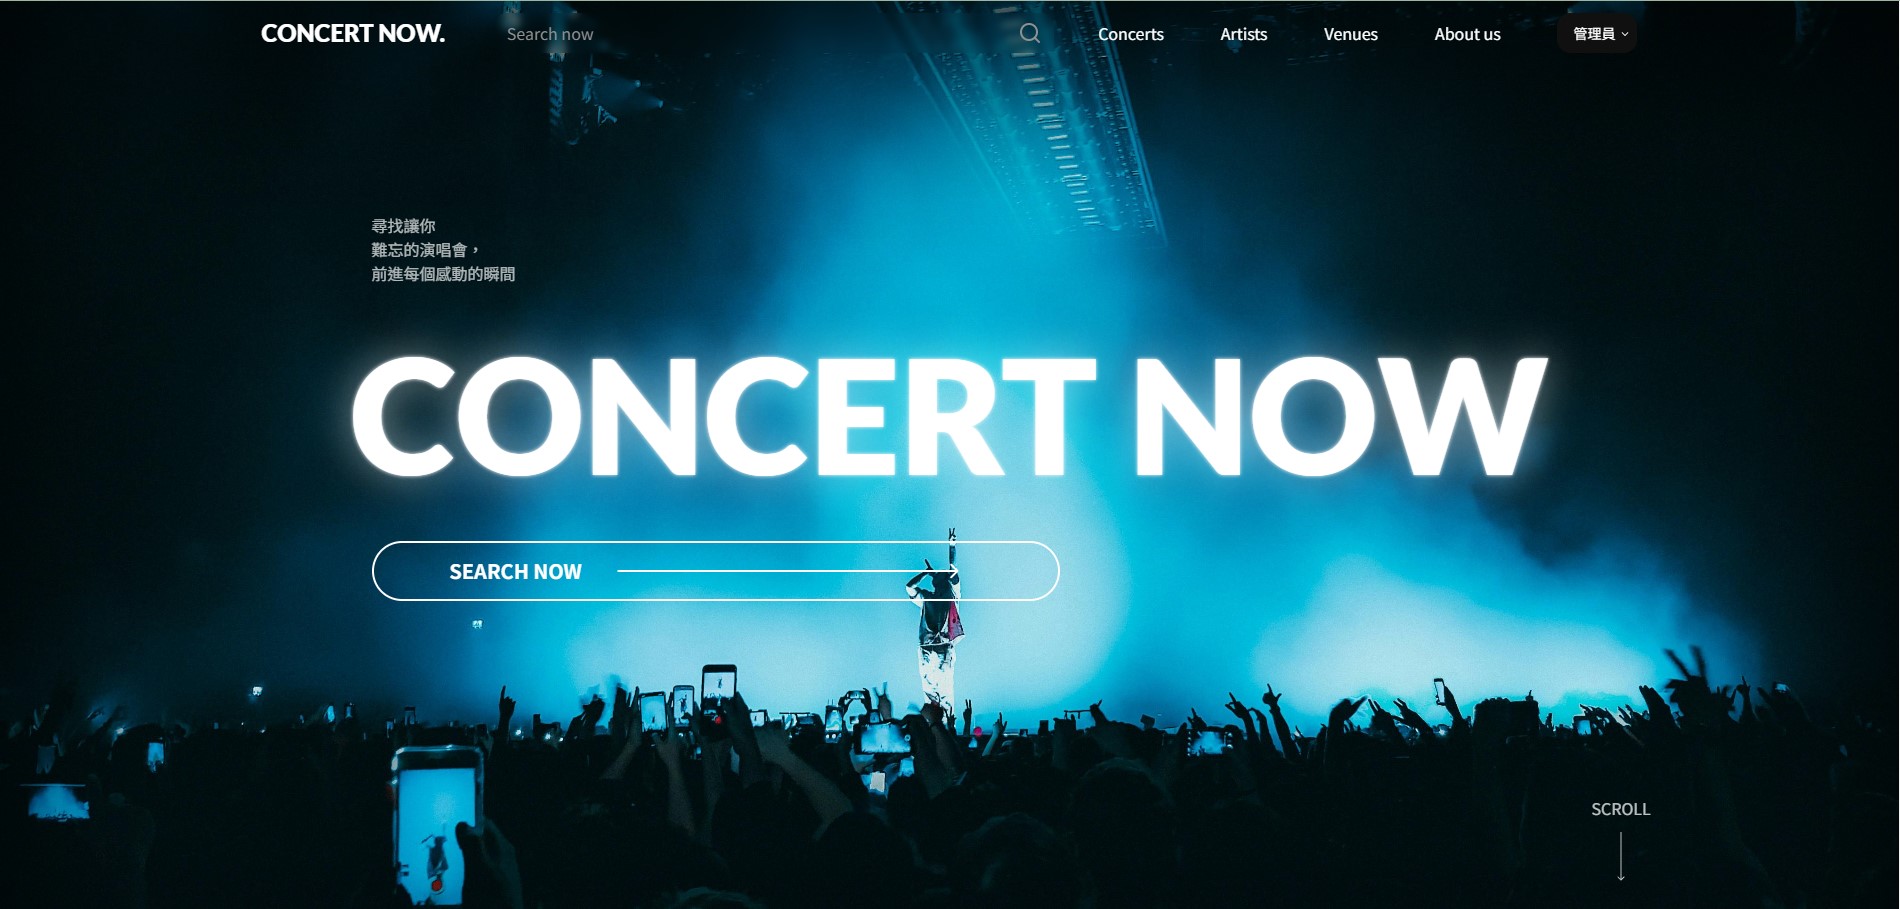 CONCERT NOW.
Search now
Concerts
Artists
Venues
About us
管理員
尋找讓你
難忘的演唱會，
前進每個感動的瞬間
CONCERT NOW
SEARCH NOW
SCROLL